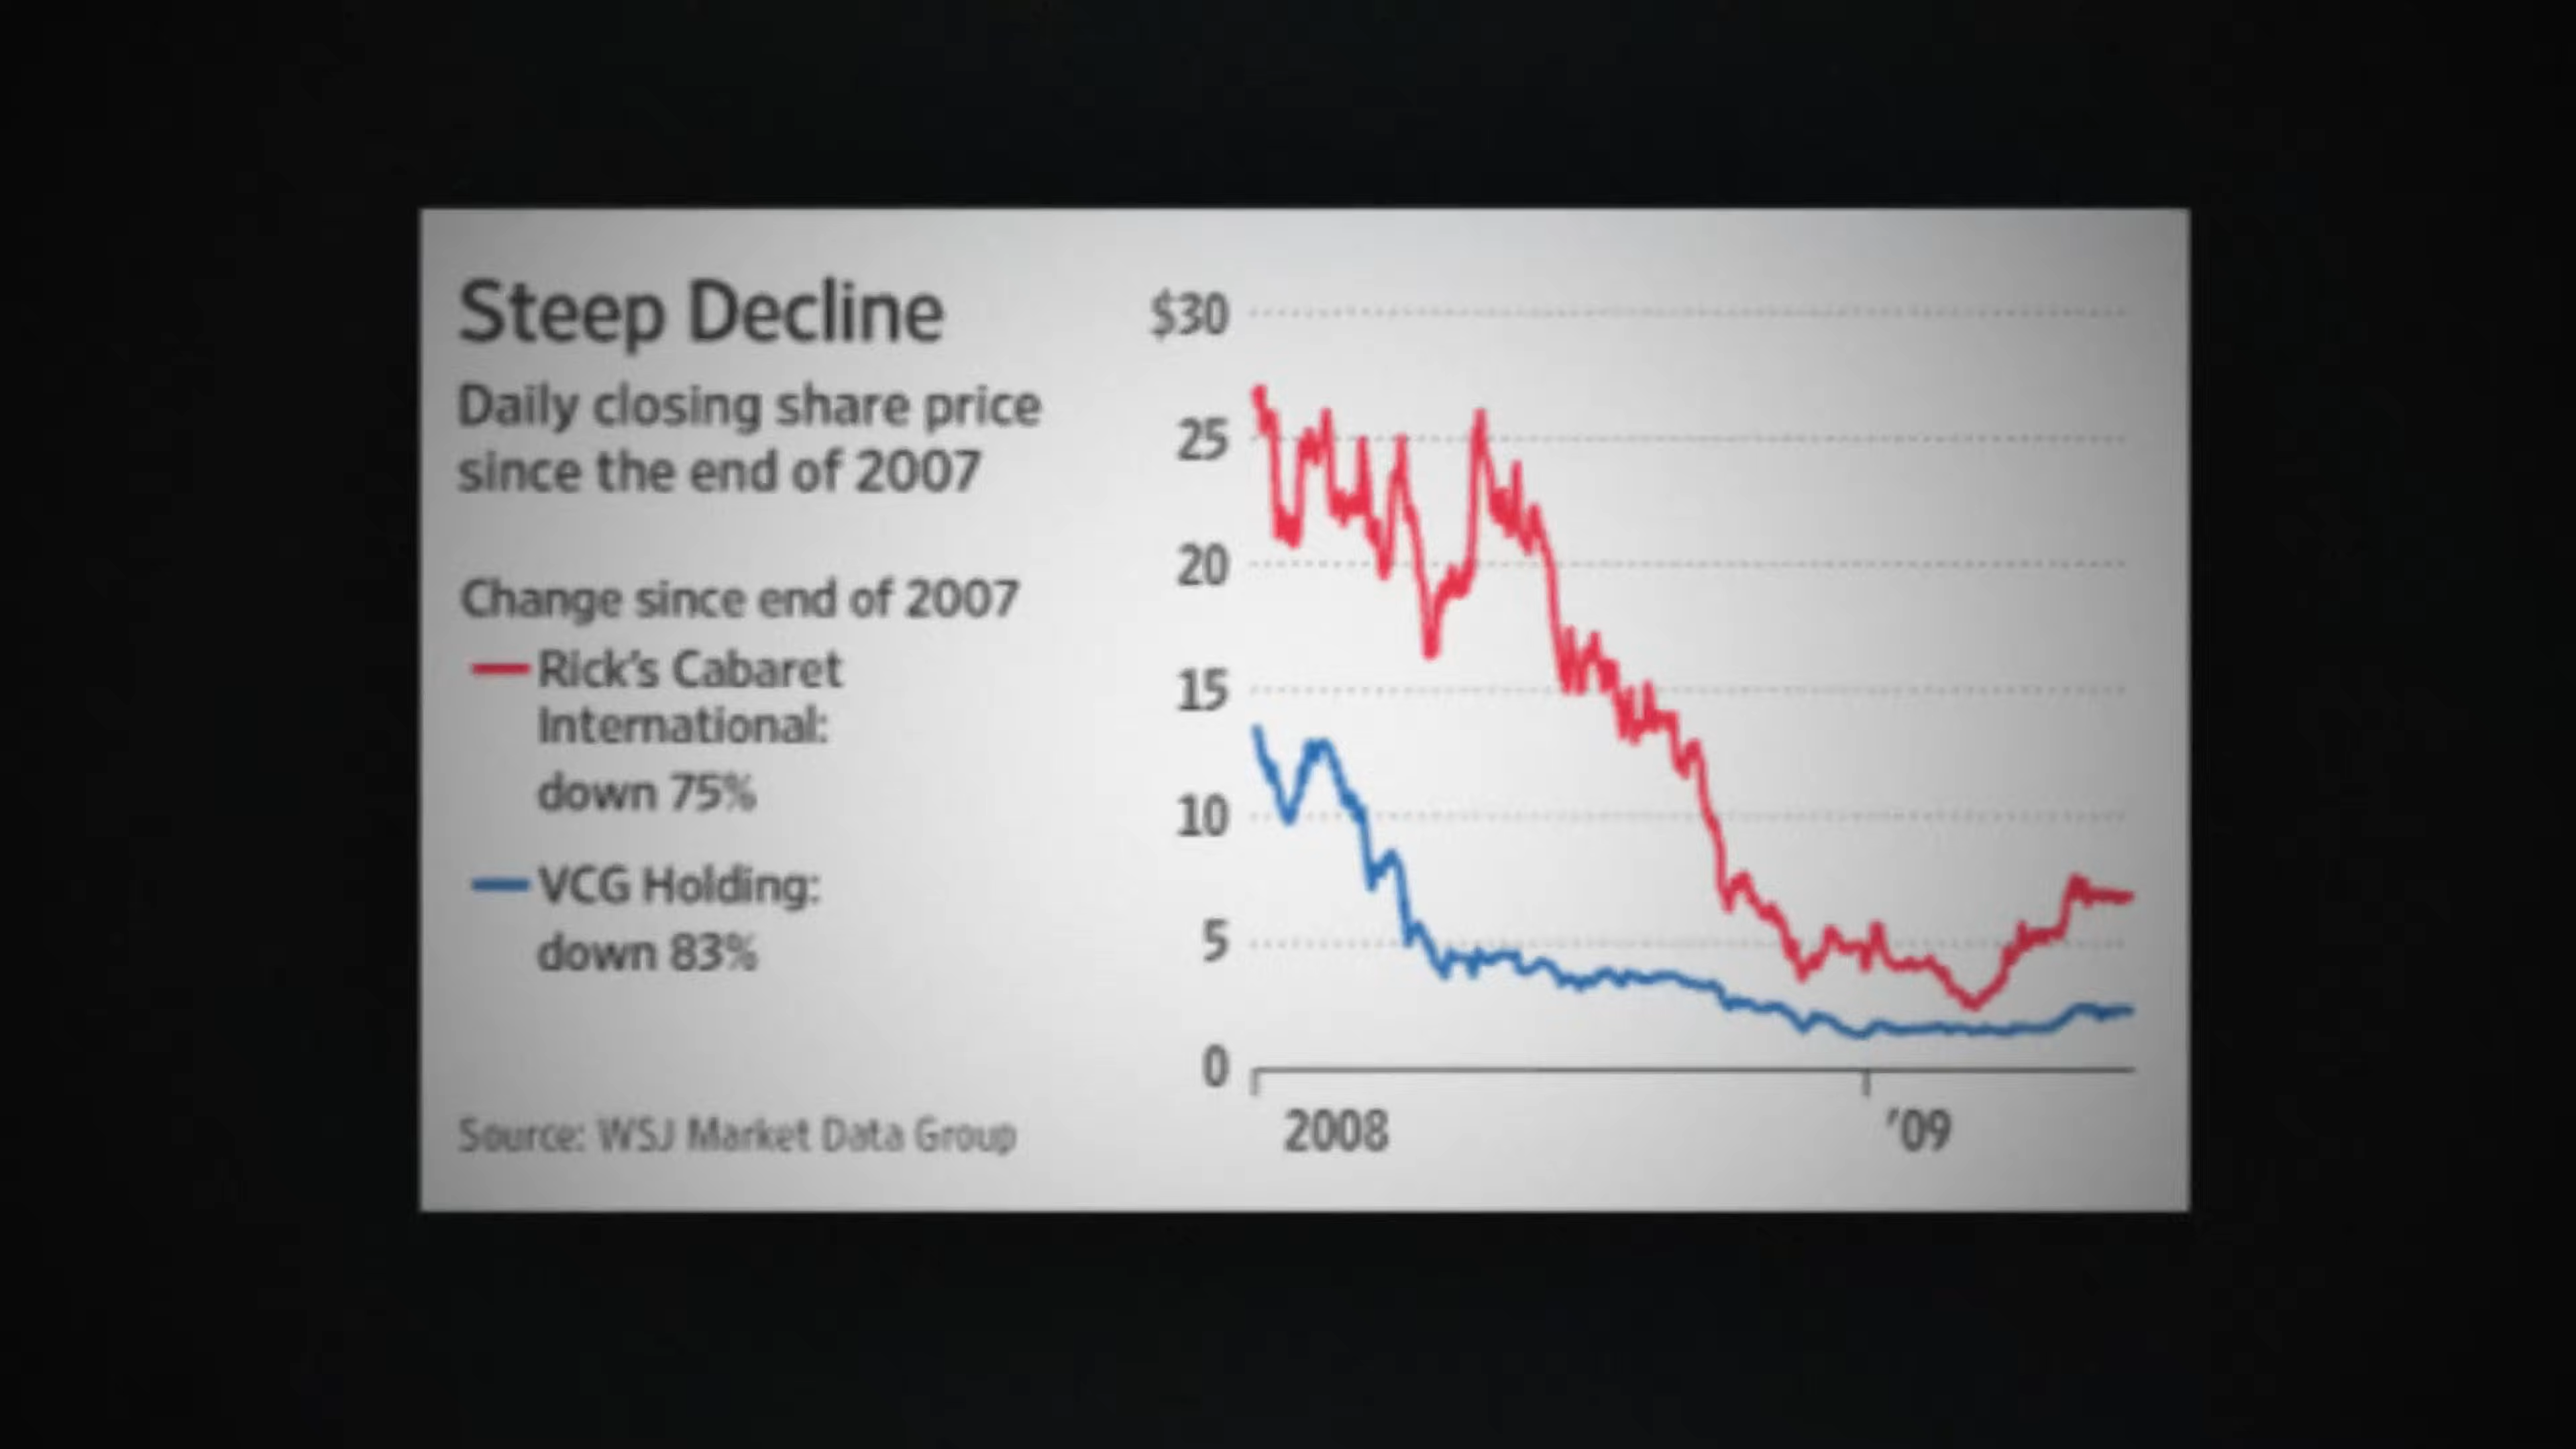 Steep Decline
Daily closing share price
since the end of 2007
Change since end of 2007
Rick's Cabaret
International:
down 75%
VCG Holding:
down 83%
Source: WSJ Market Data Group
$30
25
20
15
10
5
0
2008
'09